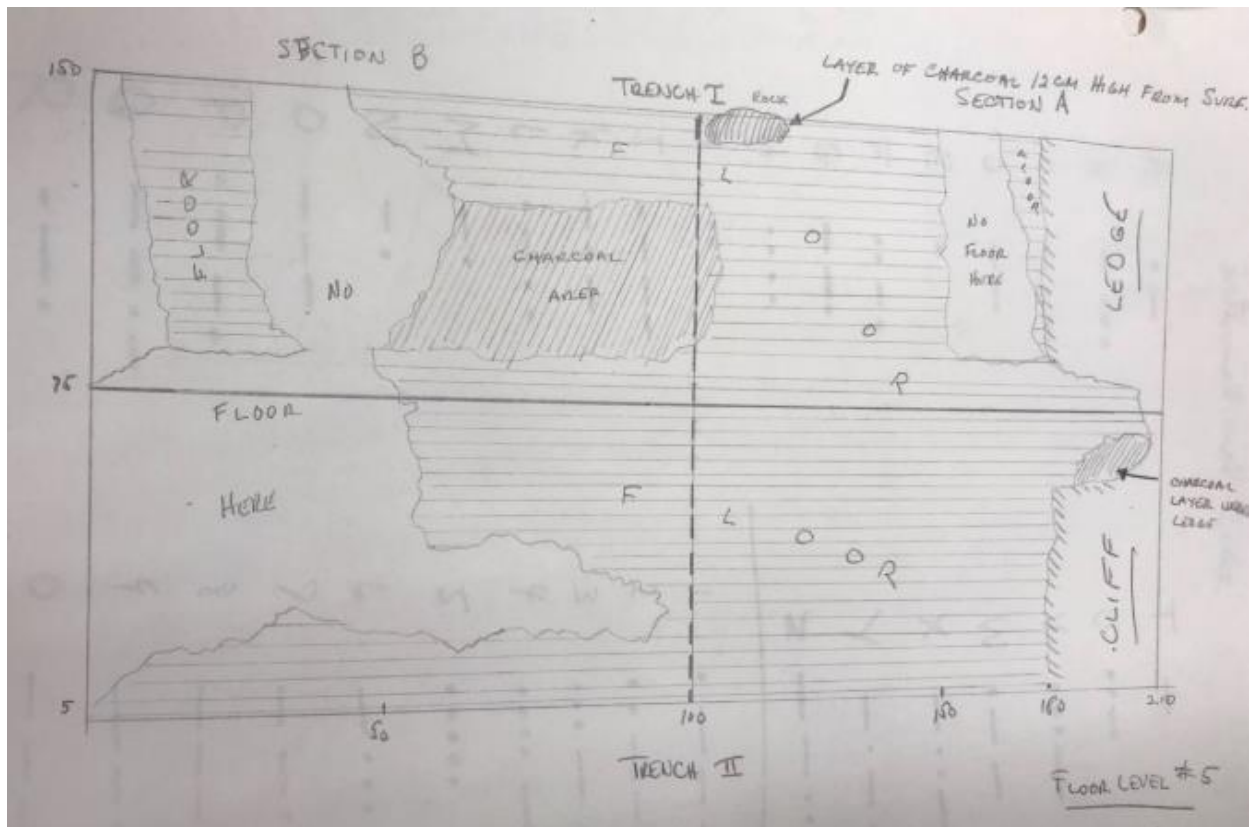 SECTION B
150
TRENCH I
ROCK
LAYER OF CHARCOAL 12CM HIGH FROM SURF.
SECTION A
F L O O R
FLOOR
NO
CHARCOAL
AREA
NO
FLOOR
HERE
FLOOR
LEDGE
75
FLOOR
HERE
F L O O R
CHARCOAL
LAYER UNDER
LEDGE
CLIFF
5
50
100
150
180
210
TRENCH II
FLOOR LEVEL #5